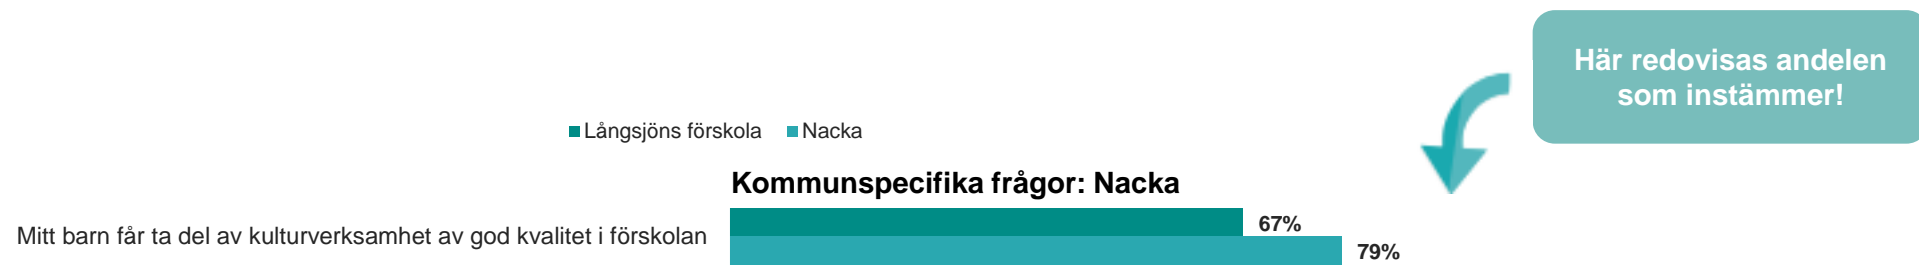 Här redovisas andelen
som instämmer!
Långsjöns förskola Nacka
Kommunspecifika frågor: Nacka
Mitt barn får ta del av kulturverksamhet av god kvalitet i förskolan
67%
79%